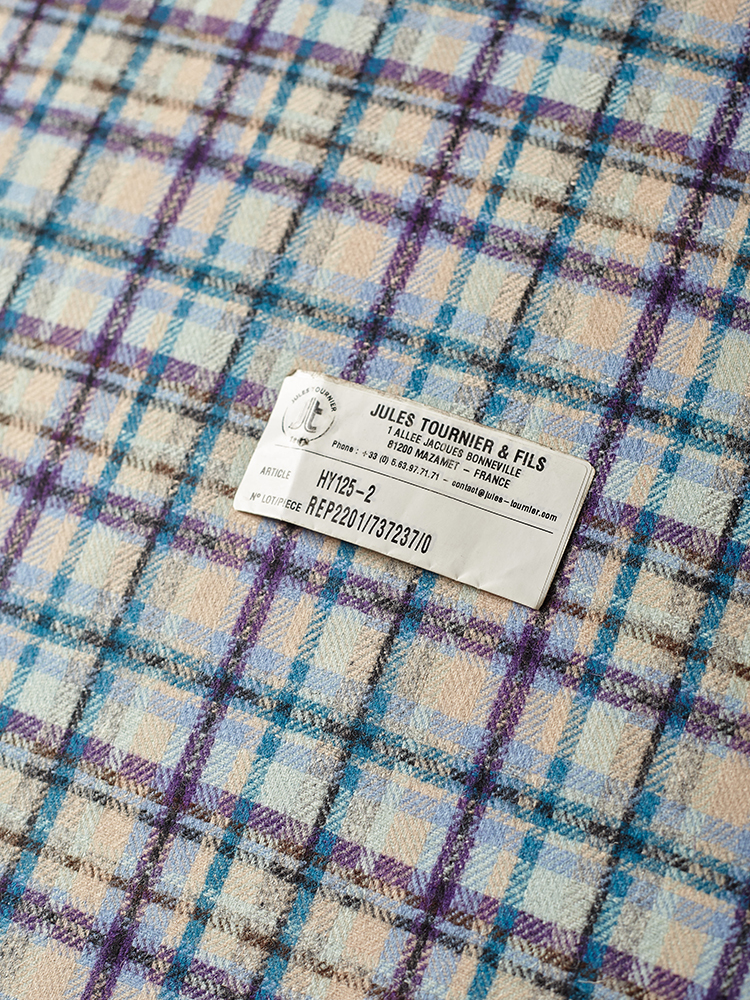 JULES TOURNIER
Jt
JULES TOURNIER & FILS
1 ALLEE JACQUES BONNEVILLE
81200 MAZAMET – FRANCE
Phone : +33 (0) 5.63.97.71.71 – contact@jules-tournier.com
ARTICLE HY125-2
N° LOT/PIECE REP2201/737237/0